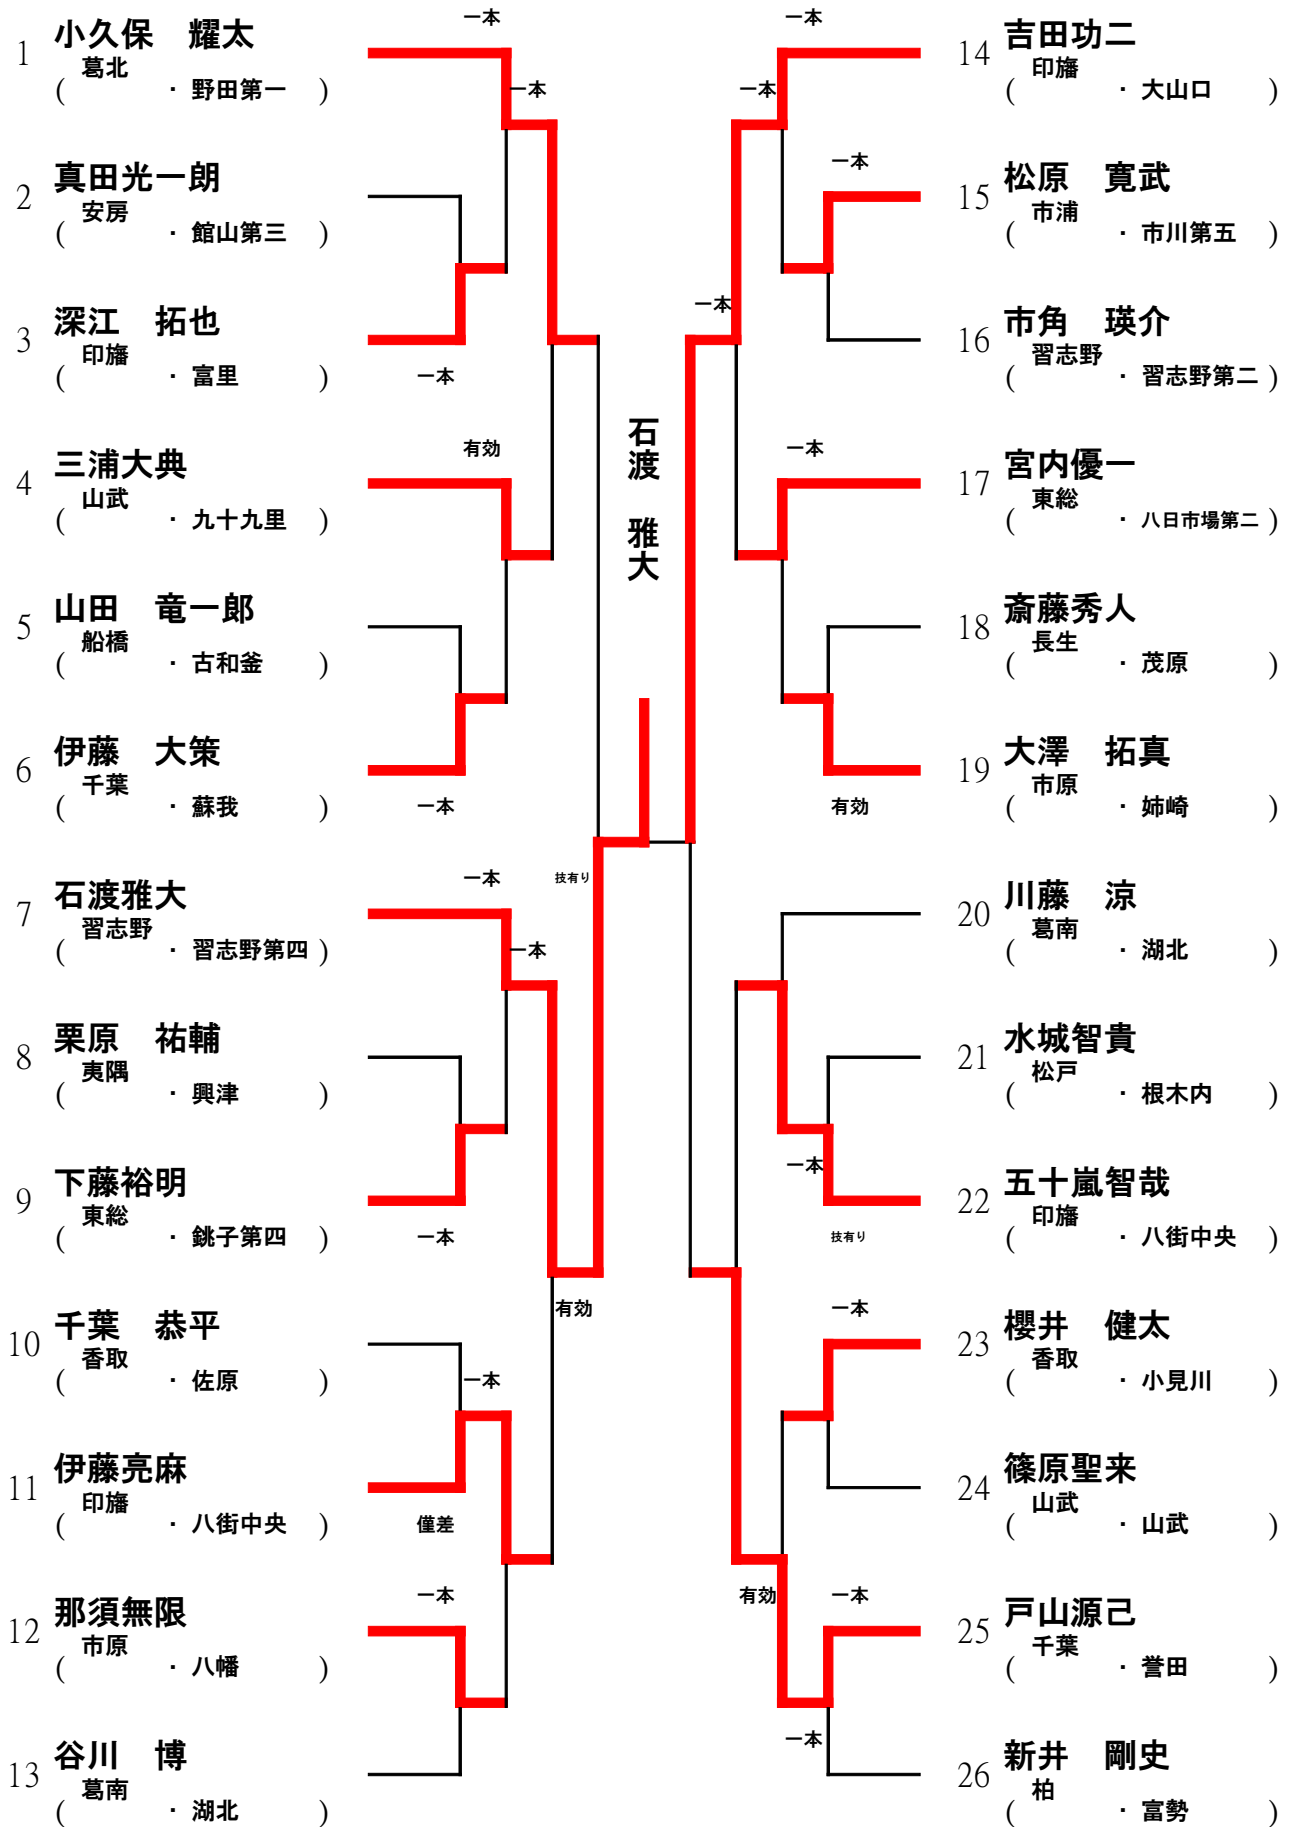 1 小久保　耀太
葛北
( ・ 野田第一 )
2 真田光一朗
安房
( ・ 館山第三 )
3 深江　拓也
印旛
( ・ 富里 )
4 三浦大典
山武
( ・ 九十九里 )
5 山田　竜一郎
船橋
( ・ 古和釜 )
6 伊藤　大策
千葉
( ・ 蘇我 )
7 石渡雅大
習志野
( ・ 習志野第四 )
8 栗原　祐輔
夷隅
( ・ 興津 )
9 下藤裕明
東総
( ・ 銚子第四 )
10 千葉　恭平
香取
( ・ 佐原 )
11 伊藤亮麻
印旛
( ・ 八街中央 )
12 那須無限
市原
( ・ 八幡 )
13 谷川　博
葛南
( ・ 湖北 )
一本
一本
一本
有効
一本
一本
技有り
一本
一本
有効
一本
僅差
一本
石渡　雅大
一本
一本
一本
一本
一本
有効
一本
技有り
一本
有効
一本
一本
14 吉田功二
印旛
( ・ 大山口 )
15 松原　寛武
市浦
( ・ 市川第五 )
16 市角　瑛介
習志野
( ・ 習志野第二 )
17 宮内優一
東総
( ・ 八日市場第二 )
18 斎藤秀人
長生
( ・ 茂原 )
19 大澤　拓真
市原
( ・ 姉崎 )
20 川藤　涼
葛南
( ・ 湖北 )
21 水城智貴
松戸
( ・ 根木内 )
22 五十嵐智哉
印旛
( ・ 八街中央 )
23 櫻井　健太
香取
( ・ 小見川 )
24 篠原聖来
山武
( ・ 山武 )
25 戸山源己
千葉
( ・ 誉田 )
26 新井　剛史
柏
( ・ 富勢 )